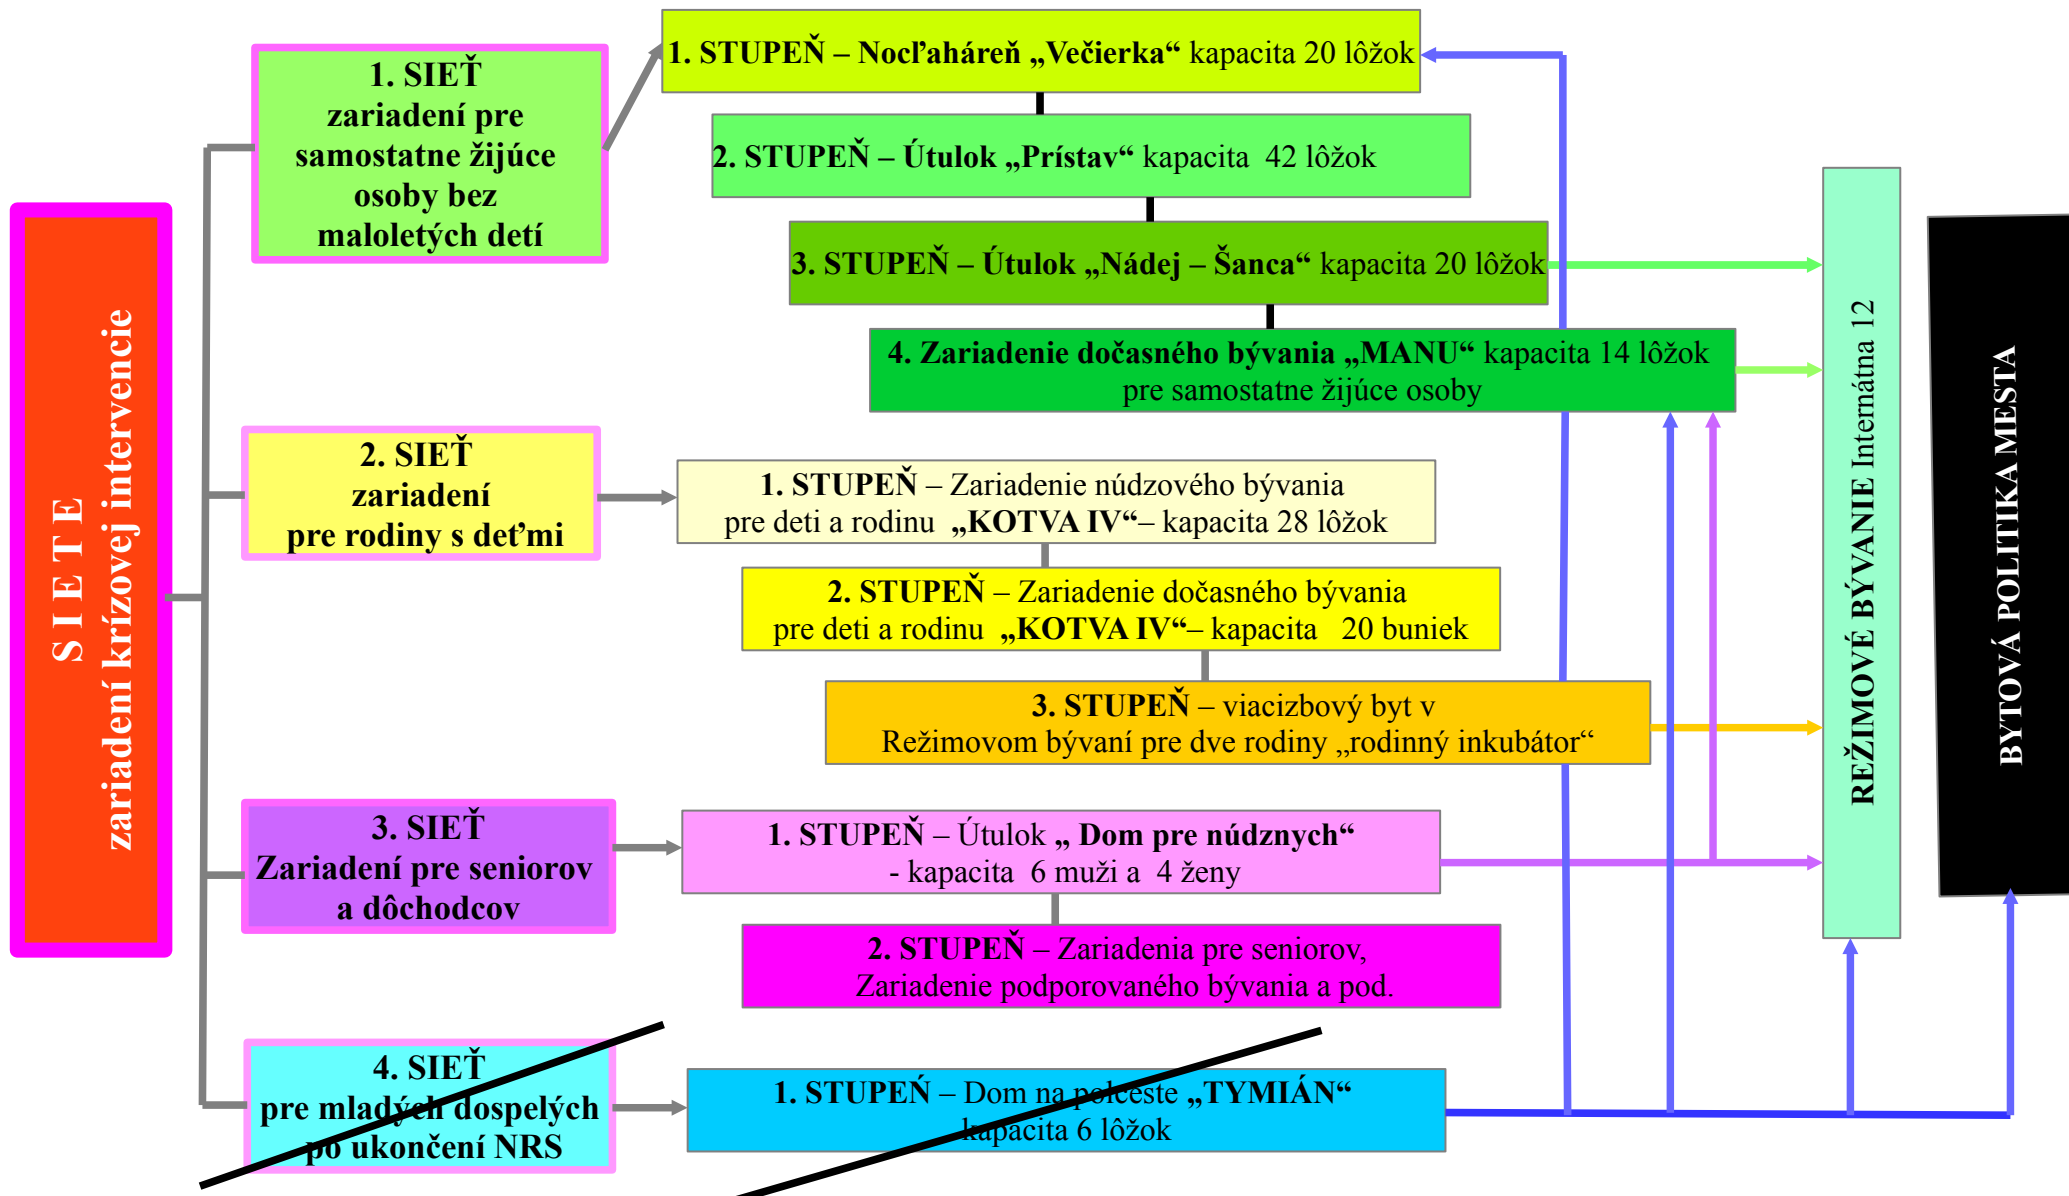 S I E T E
zariadení krízovej intervencie
1. SIEŤ
zariadení pre
samostatne žijúce
osoby bez
maloletých detí
1. STUPEŇ – Nocľaháreň „Večierka“ kapacita 20 lôžok
2. STUPEŇ – Útulok „Prístav“ kapacita 42 lôžok
3. STUPEŇ – Útulok „Nádej – Šanca“ kapacita 20 lôžok
4. Zariadenie dočasného bývania „MANU“ kapacita 14 lôžok
pre samostatne žijúce osoby
2. SIEŤ
zariadení
pre rodiny s deťmi
1. STUPEŇ – Zariadenie núdzového bývania
pre deti a rodinu „KOTVA IV“– kapacita 28 lôžok
2. STUPEŇ – Zariadenie dočasného bývania
pre deti a rodinu „KOTVA IV“– kapacita 20 buniek
3. STUPEŇ – viacizbový byt v
Režimovom bývaní pre dve rodiny „rodinný inkubátor“
3. SIEŤ
Zariadení pre seniorov
a dôchodcov
1. STUPEŇ – Útulok „ Dom pre núdznych“
- kapacita 6 muži a 4 ženy
2. STUPEŇ – Zariadenia pre seniorov,
Zariadenie podporovaného bývania a pod.
4. SIEŤ
pre mladých dospelých
po ukončení NRS
1. STUPEŃ – Dom na polceste „TYMIÁN“
kapacita 6 lôžok
REŽIMOVÉ BÝVANIE Internátna 12
BYTOVÁ POLITIKA MESTA